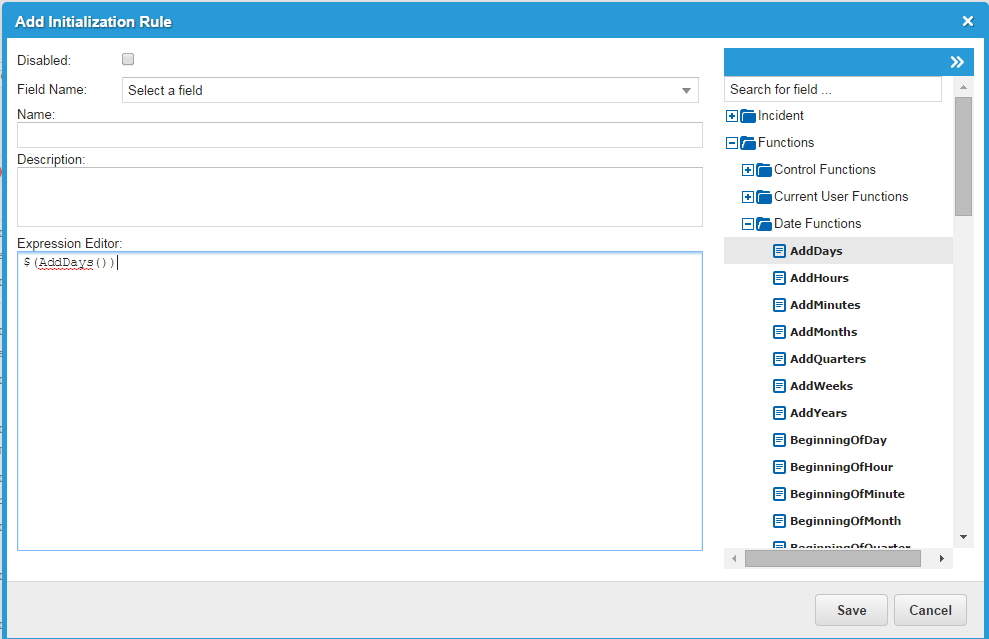 Add Initialization Rule
Disabled:
Field Name:
Select a field
Name:
Description:
Expression Editor:
$(AddDays())
Search for field ...
Incident
Functions
Control Functions
Current User Functions
Date Functions
AddDays
AddHours
AddMinutes
AddMonths
AddQuarters
AddWeeks
AddYears
BeginningOfDay
BeginningOfHour
BeginningOfMinute
BeginningOfMonth
BeginningOfQuarter
Save
Cancel